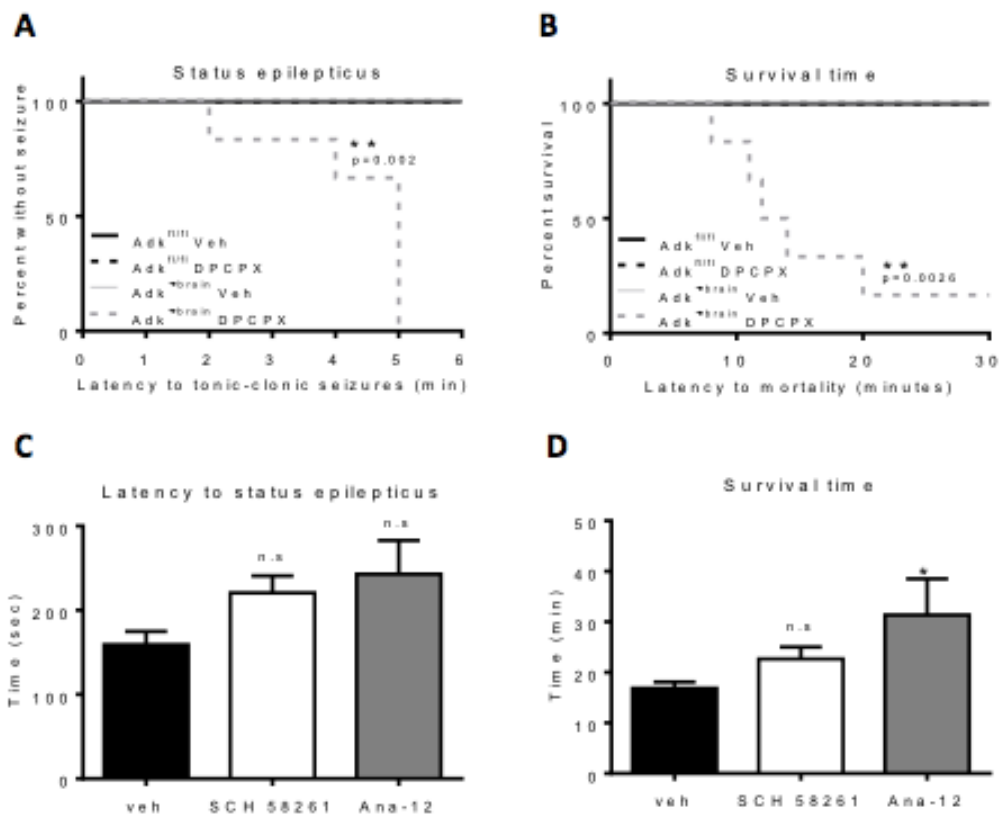 A
Status epilepticus
Percent without seizure
100
50
0
**
p=0.002
Adk fl/fl Veh
Adk fl/fl DPCPX
Adk Δbrain Veh
Adk Δbrain DPCPX
0 1 2 3 4 5 6
Latency to tonic-clonic seizures (min)
B
Survival time
Percent survival
100
50
0
Adk fl/fl Veh
Adk fl/fl DPCPX
Adk Δbrain Veh
Adk Δbrain DPCPX
**
p=0.0026
0 10 20 30
Latency to mortality (minutes)
C
Latency to status epilepticus
Time (sec)
300
200
100
0
n.s
n.s
veh SCH 58261 Ana-12
D
Survival time
Time (min)
50
40
30
20
10
0
n.s
*
veh SCH 58261 Ana-12